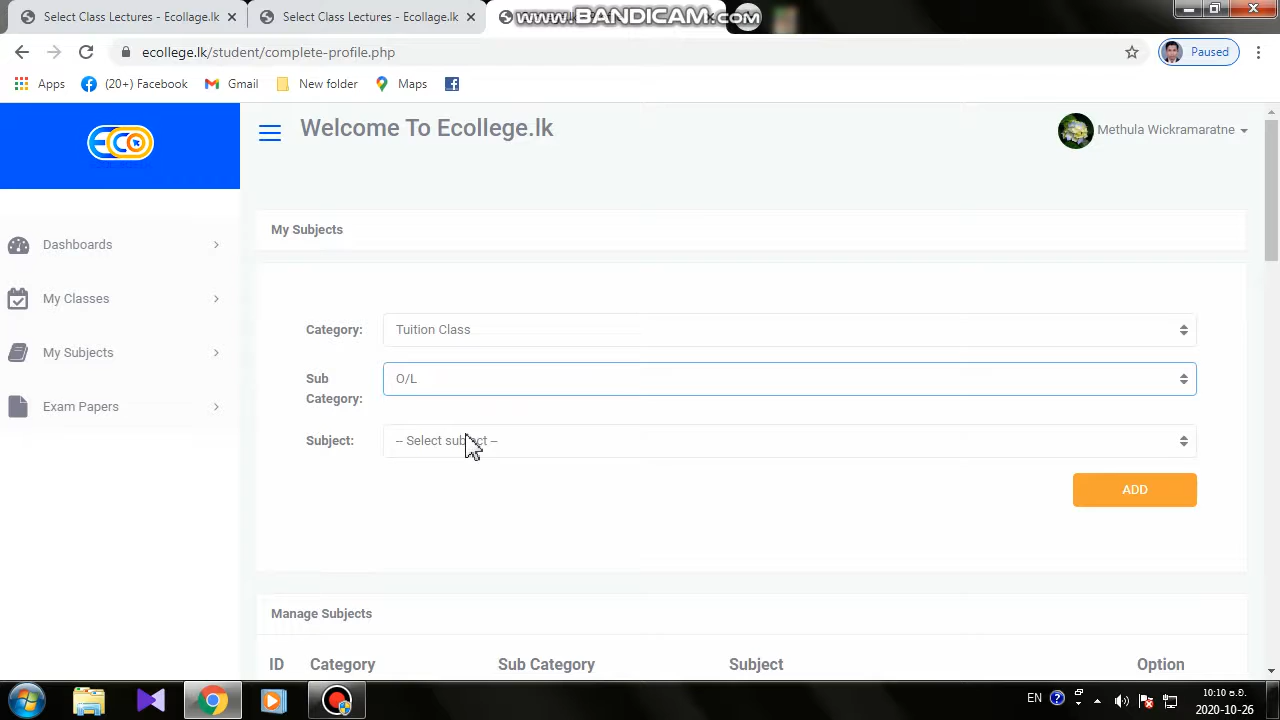 Select Class Lectures - Ecollage.lk
Select Class Lectures - Ecollage.lk
www.BANDICAM.com
ecollege.lk/student/complete-profile.php
Paused
Apps
(20+) Facebook
Gmail
New folder
Maps
ECO
Welcome To Ecollege.lk
Methula Wickramaratne
My Subjects
Dashboards
My Classes
My Subjects
Exam Papers
Category:
Tuition Class
Sub Category:
O/L
Subject:
-- Select subject --
ADD
Manage Subjects
ID Category Sub Category Subject Option
EN
10:10 ප.ව.
2020-10-26